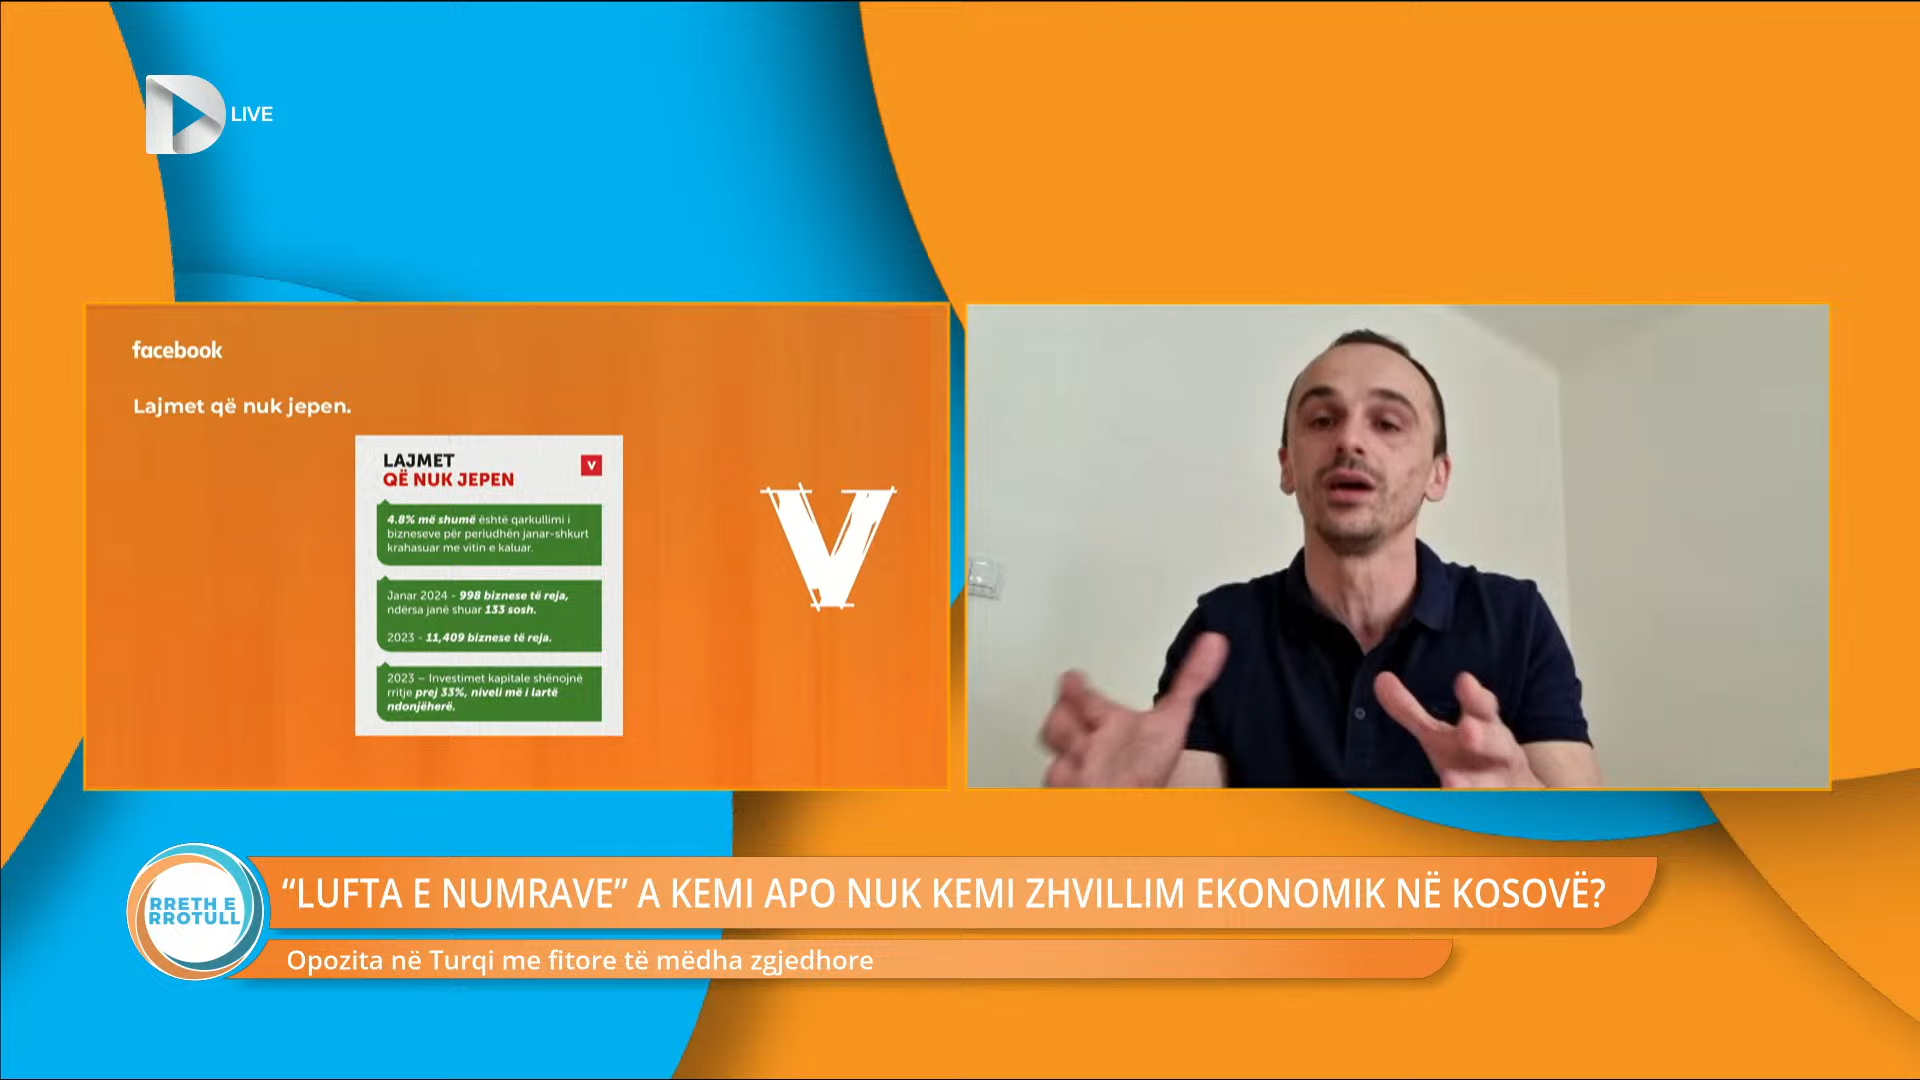 LIVE
facebook
Lajmet që nuk jepen.
LAJMET
QË NUK JEPEN
V
4.8% më shumë është qarkullimi i
bizneseve për periudhën janar-shkurt
krahasuar me vitin e kaluar.
Janar 2024 - 998 biznese të reja,
ndërsa janë shuar 133 sosh.
2023 - 11,409 biznese të reja.
2023 – Investimet kapitale shënojnë
rritje prej 33%, niveli më i lartë
ndonjëherë.
V
RRETH E
RROTULL
“LUFTA E NUMRAVE” A KEMI APO NUK KEMI ZHVILLIM EKONOMIK NË KOSOVË?
Opozita në Turqi me fitore të mëdha zgjedhore